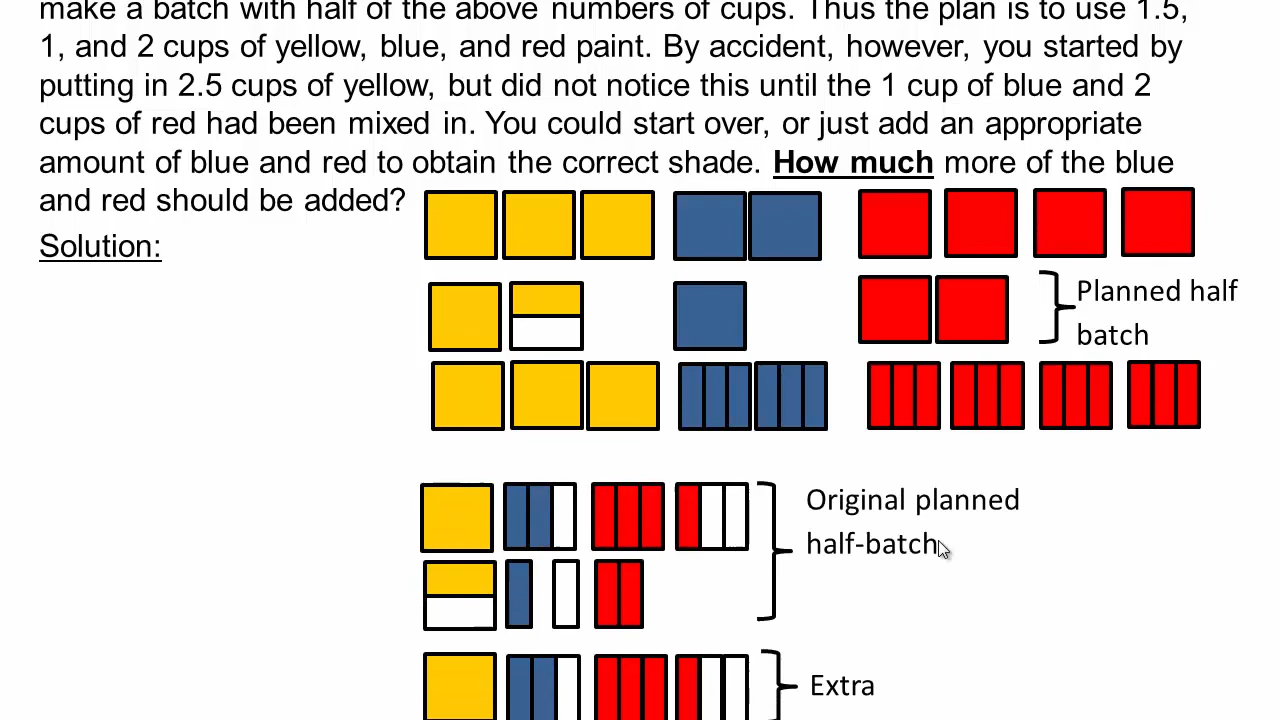 make a batch with half of the above numbers of cups. Thus the plan is to use 1.5,
1, and 2 cups of yellow, blue, and red paint. By accident, however, you started by
putting in 2.5 cups of yellow, but did not notice this until the 1 cup of blue and 2
cups of red had been mixed in. You could start over, or just add an appropriate
amount of blue and red to obtain the correct shade. How much more of the blue
and red should be added?
Solution:
Planned half
batch
Original planned
half-batch
Extra